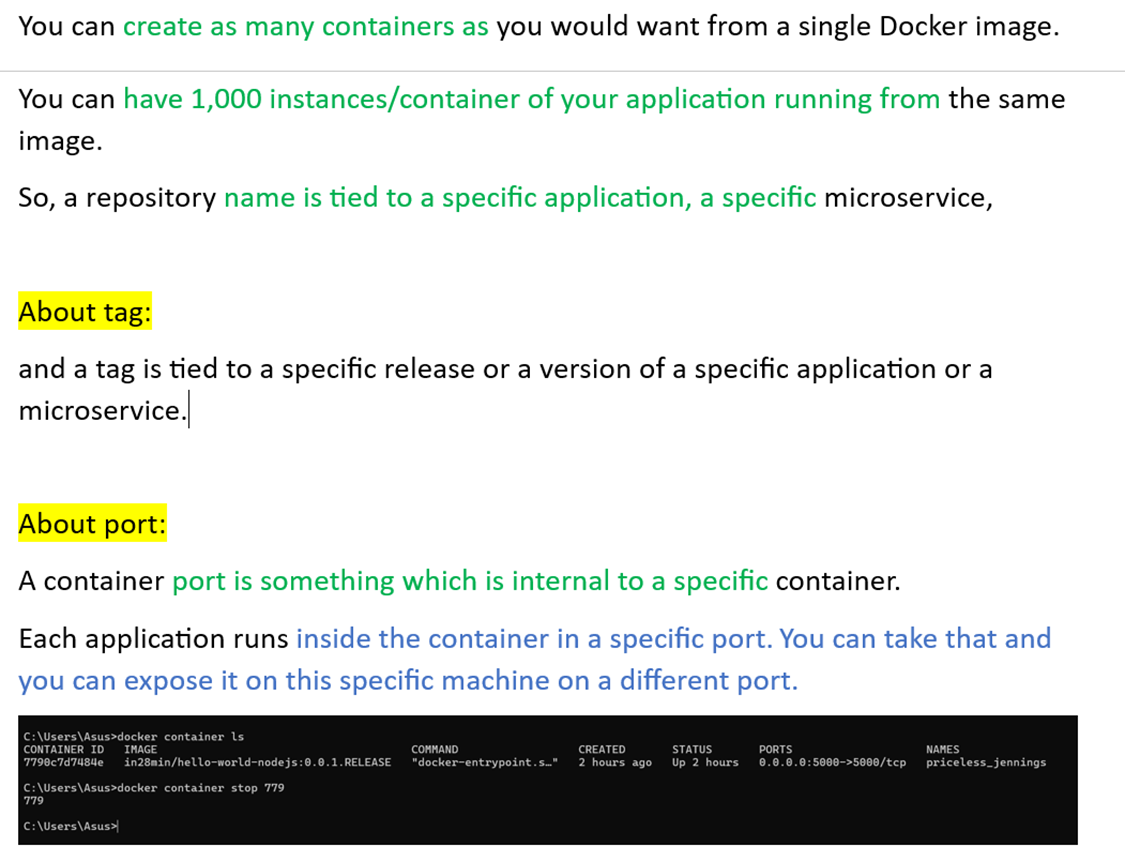 You can create as many containers as you would want from a single Docker image.
You can have 1,000 instances/container of your application running from the same
image.
So, a repository name is tied to a specific application, a specific microservice,
About tag:
and a tag is tied to a specific release or a version of a specific application or a
microservice.
About port:
A container port is something which is internal to a specific container.
Each application runs inside the container in a specific port. You can take that and
you can expose it on this specific machine on a different port.
C:\Users\Asus>docker container ls
CONTAINER ID IMAGE COMMAND CREATED STATUS PORTS NAMES
7790c7d7484e in28min/hello-world-nodejs:0.0.1.RELEASE "docker-entrypoint.s…" 2 hours ago Up 2 hours 0.0.0.0:5000->5000/tcp priceless_jennings
C:\Users\Asus>docker container stop 779
779
C:\Users\Asus>